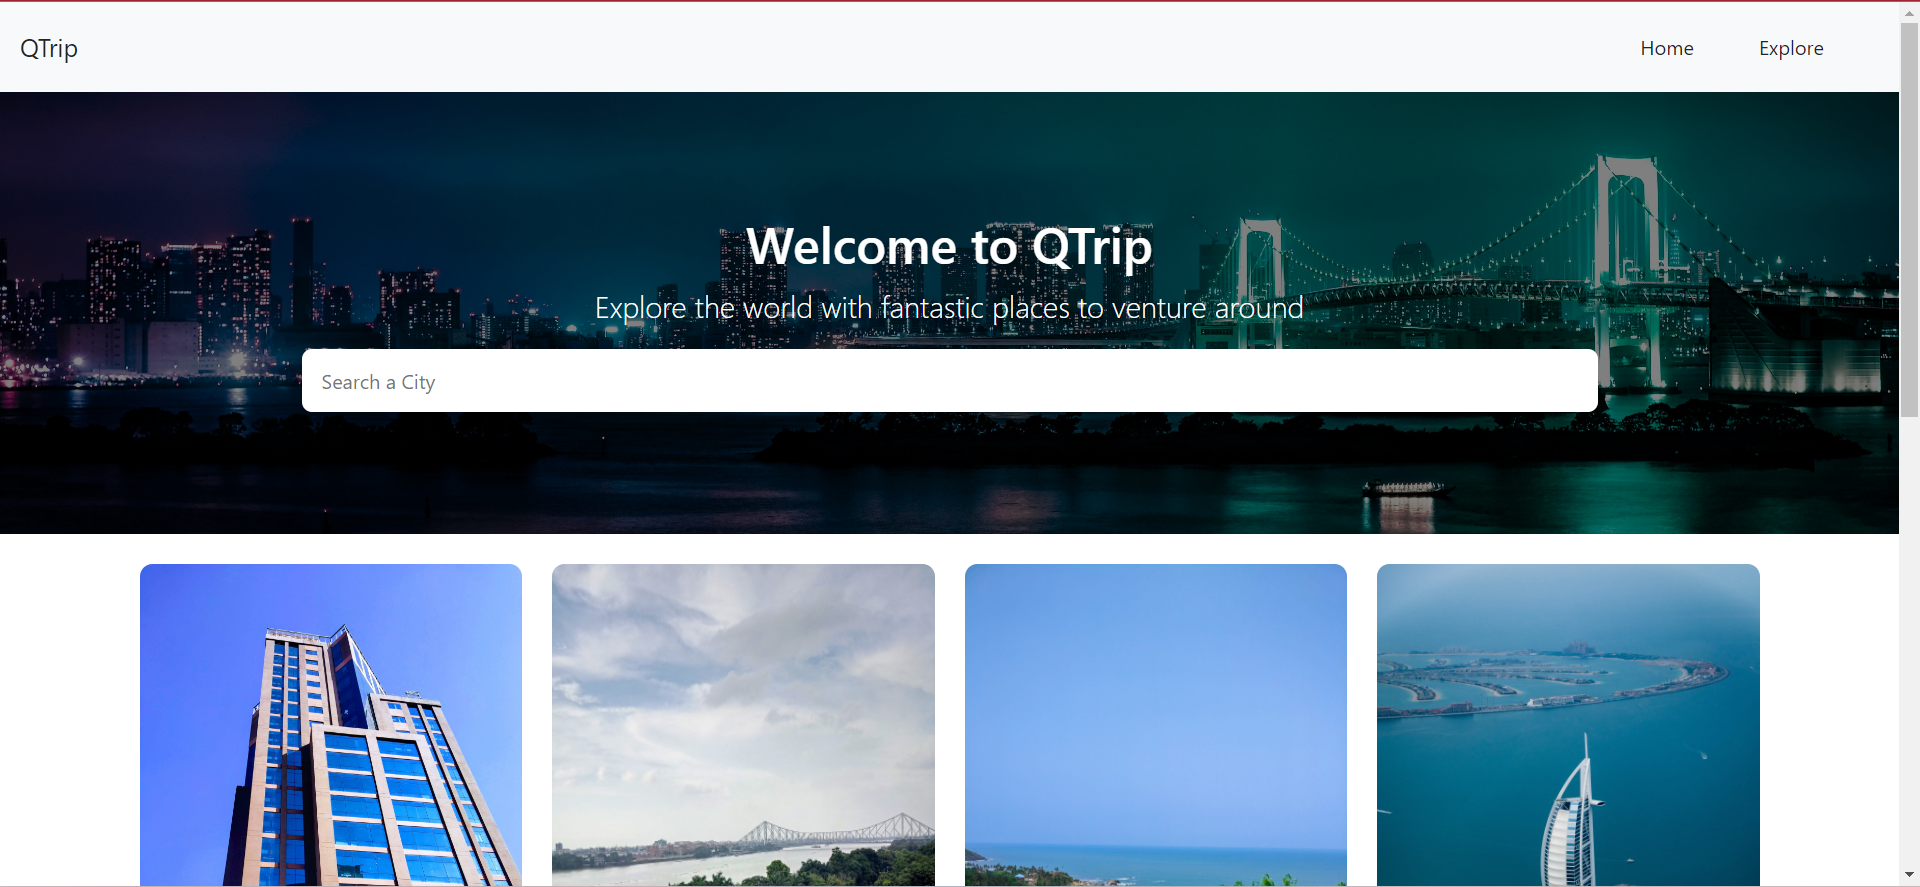 QTrip
Home
Explore
Welcome to QTrip
Explore the world with fantastic places to venture around
Search a City